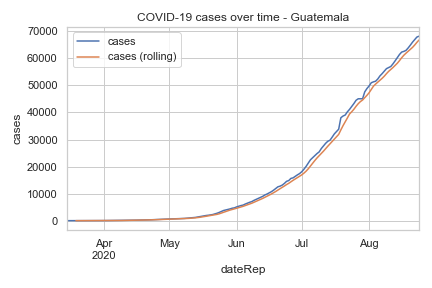 COVID-19 cases over time - Guatemala
cases
cases (rolling)
70000
60000
50000
40000
30000
20000
10000
0
cases
Apr
2020
May
Jun
Jul
Aug
dateRep